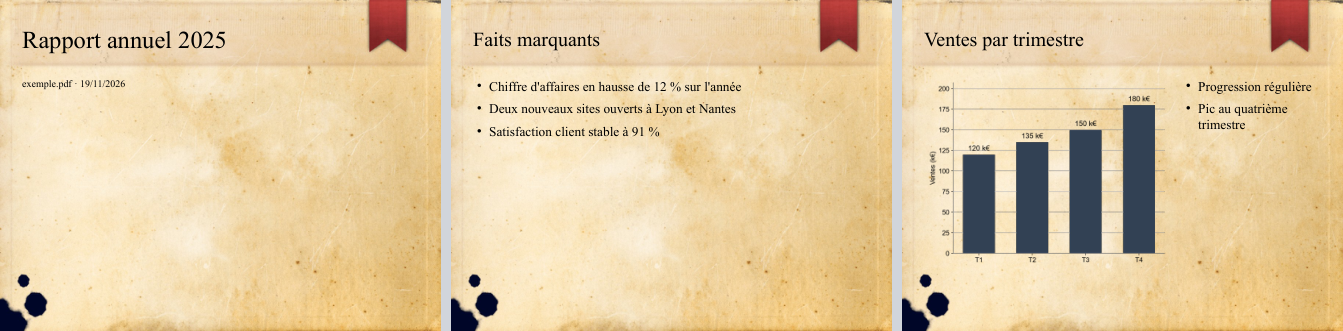 Rapport annuel 2025
exemple.pdf · 19/11/2026
Faits marquants
• Chiffre d'affaires en hausse de 12 % sur l'année
• Deux nouveaux sites ouverts à Lyon et Nantes
• Satisfaction client stable à 91 %
Ventes par trimestre
Ventes (k€)
200
175
150
125
100
75
50
25
0
120 k€
135 k€
150 k€
180 k€
T1
T2
T3
T4
• Progression régulière
• Pic au quatrième
trimestre